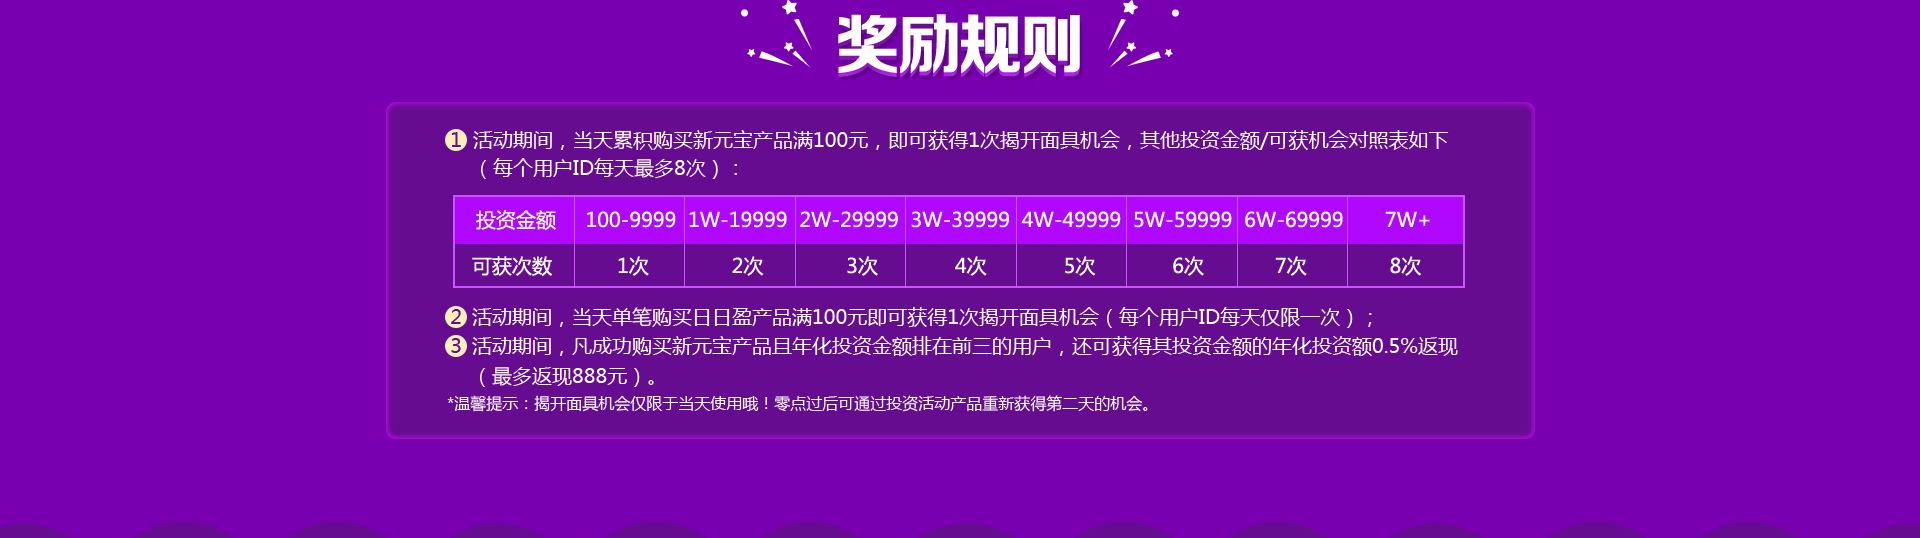 奖励规则
1 活动期间，当天累积购买新元宝产品满100元，即可获得1次揭开面具机会，其他投资金额/可获机会对照表如下
（每个用户ID每天最多8次）：
投资金额 100-9999 1W-19999 2W-29999 3W-39999 4W-49999 5W-59999 6W-69999 7W+
可获次数 1次 2次 3次 4次 5次 6次 7次 8次
2 活动期间，当天单笔购买日日盈产品满100元即可获得1次揭开面具机会（每个用户ID每天仅限一次）；
3 活动期间，凡成功购买新元宝产品且年化投资金额排在前三的用户，还可获得其投资金额的年化投资额0.5%返现
（最多返现888元）。
*温馨提示：揭开面具机会仅限于当天使用哦！零点过后可通过投资活动产品重新获得第二天的机会。